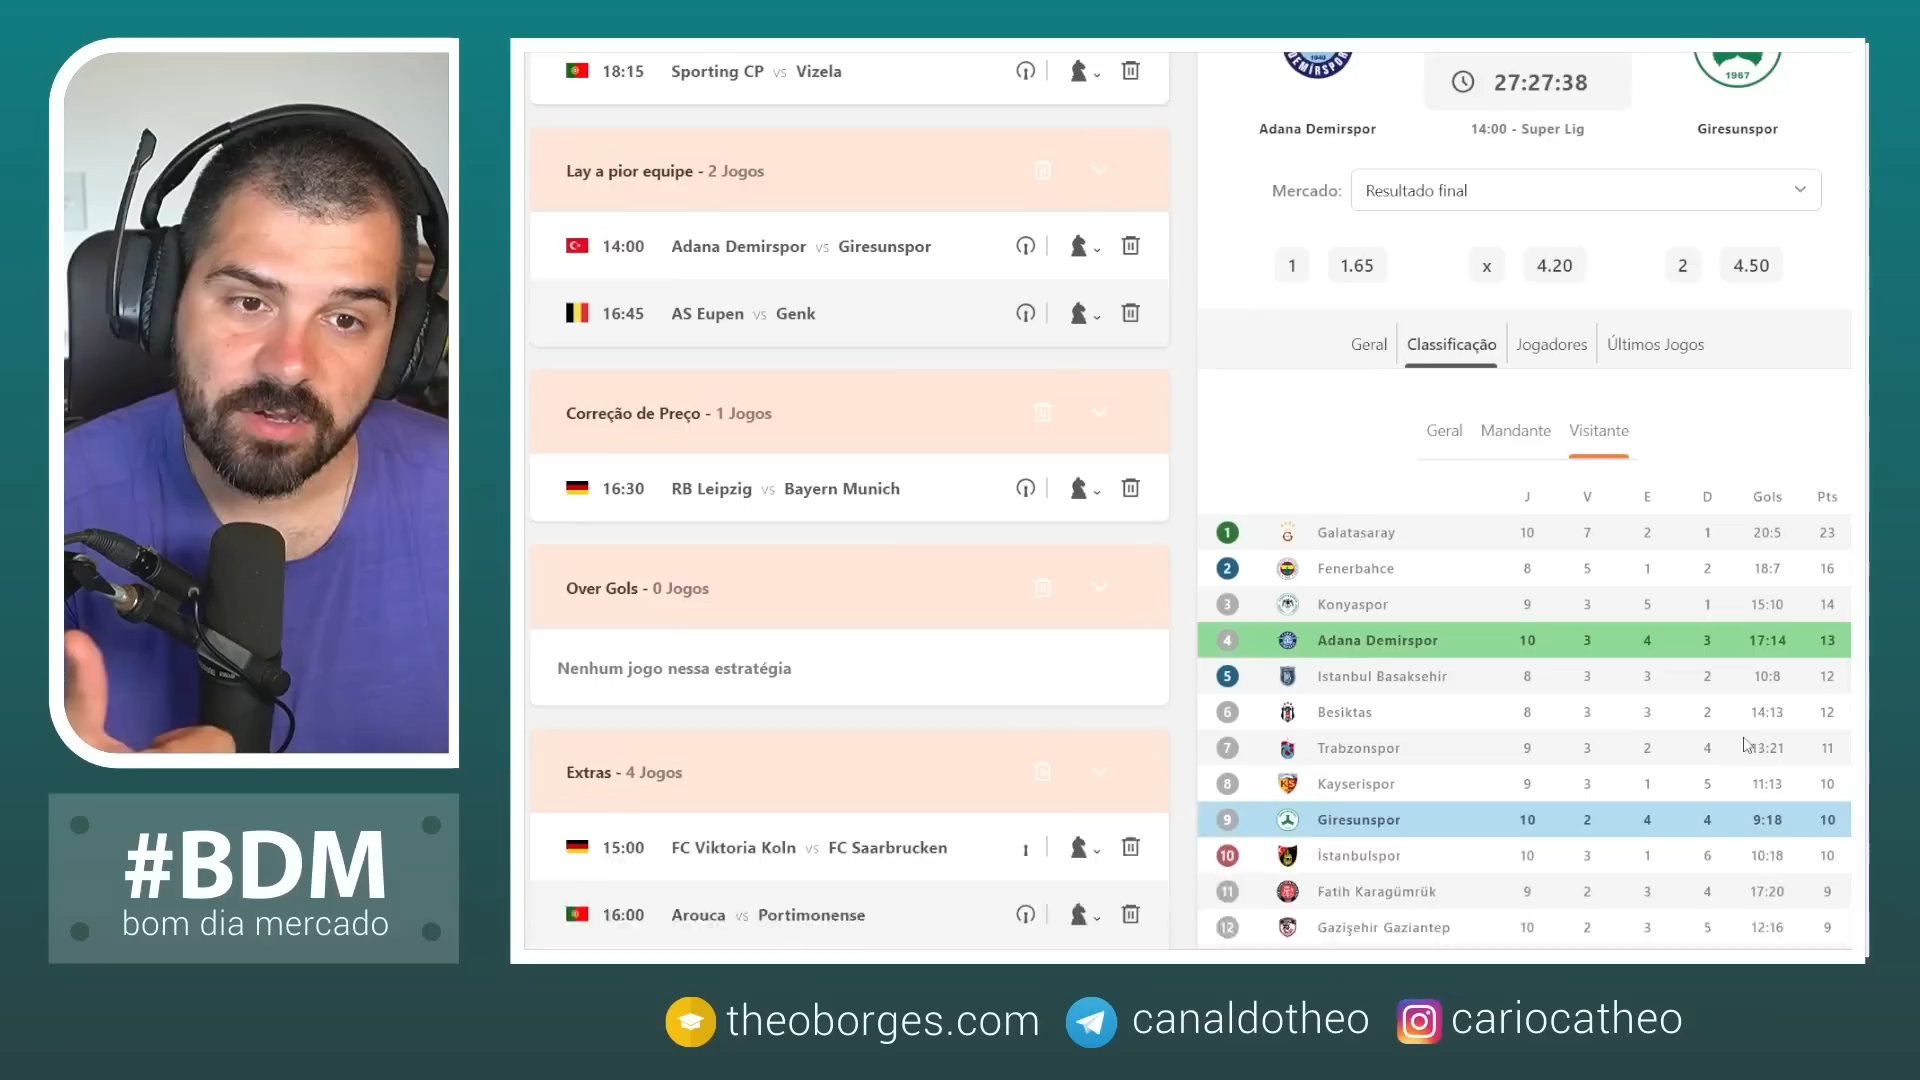 18:15 Sporting CP vs Vizela
Lay a pior equipe - 2 Jogos
14:00 Adana Demirspor vs Giresunspor
16:45 AS Eupen vs Genk
Correção de Preço - 1 Jogos
16:30 RB Leipzig vs Bayern Munich
Over Gols - 0 Jogos
Nenhum jogo nessa estratégia
Extras - 4 Jogos
15:00 FC Viktoria Koln vs FC Saarbrucken
16:00 Arouca vs Portimonense
1940
DEMİRSPOR
27:27:38
1967
Adana Demirspor
14:00 - Super Lig
Giresunspor
Mercado: Resultado final
1 1.65 x 4.20 2 4.50
Geral Classificação Jogadores Últimos Jogos
Geral Mandante Visitante
J V E D Gols Pts
1 Galatasaray 10 7 2 1 20:5 23
2 Fenerbahce 8 5 1 2 18:7 16
3 Konyaspor 9 3 5 1 15:10 14
4 Adana Demirspor 10 3 4 3 17:14 13
5 Istanbul Basaksehir 8 3 3 2 10:8 12
6 Besiktas 8 3 3 2 14:13 12
7 Trabzonspor 9 3 2 4 13:21 11
8 Kayserispor 9 3 1 5 11:13 10
9 Giresunspor 10 2 4 4 9:18 10
10 İstanbulspor 10 3 1 6 10:18 10
11 Fatih Karagümrük 9 2 3 4 17:20 9
12 Gazişehir Gaziantep 10 2 3 5 12:16 9
#BDM
bom dia mercado
theoborges.com canaldotheo cariocatheo